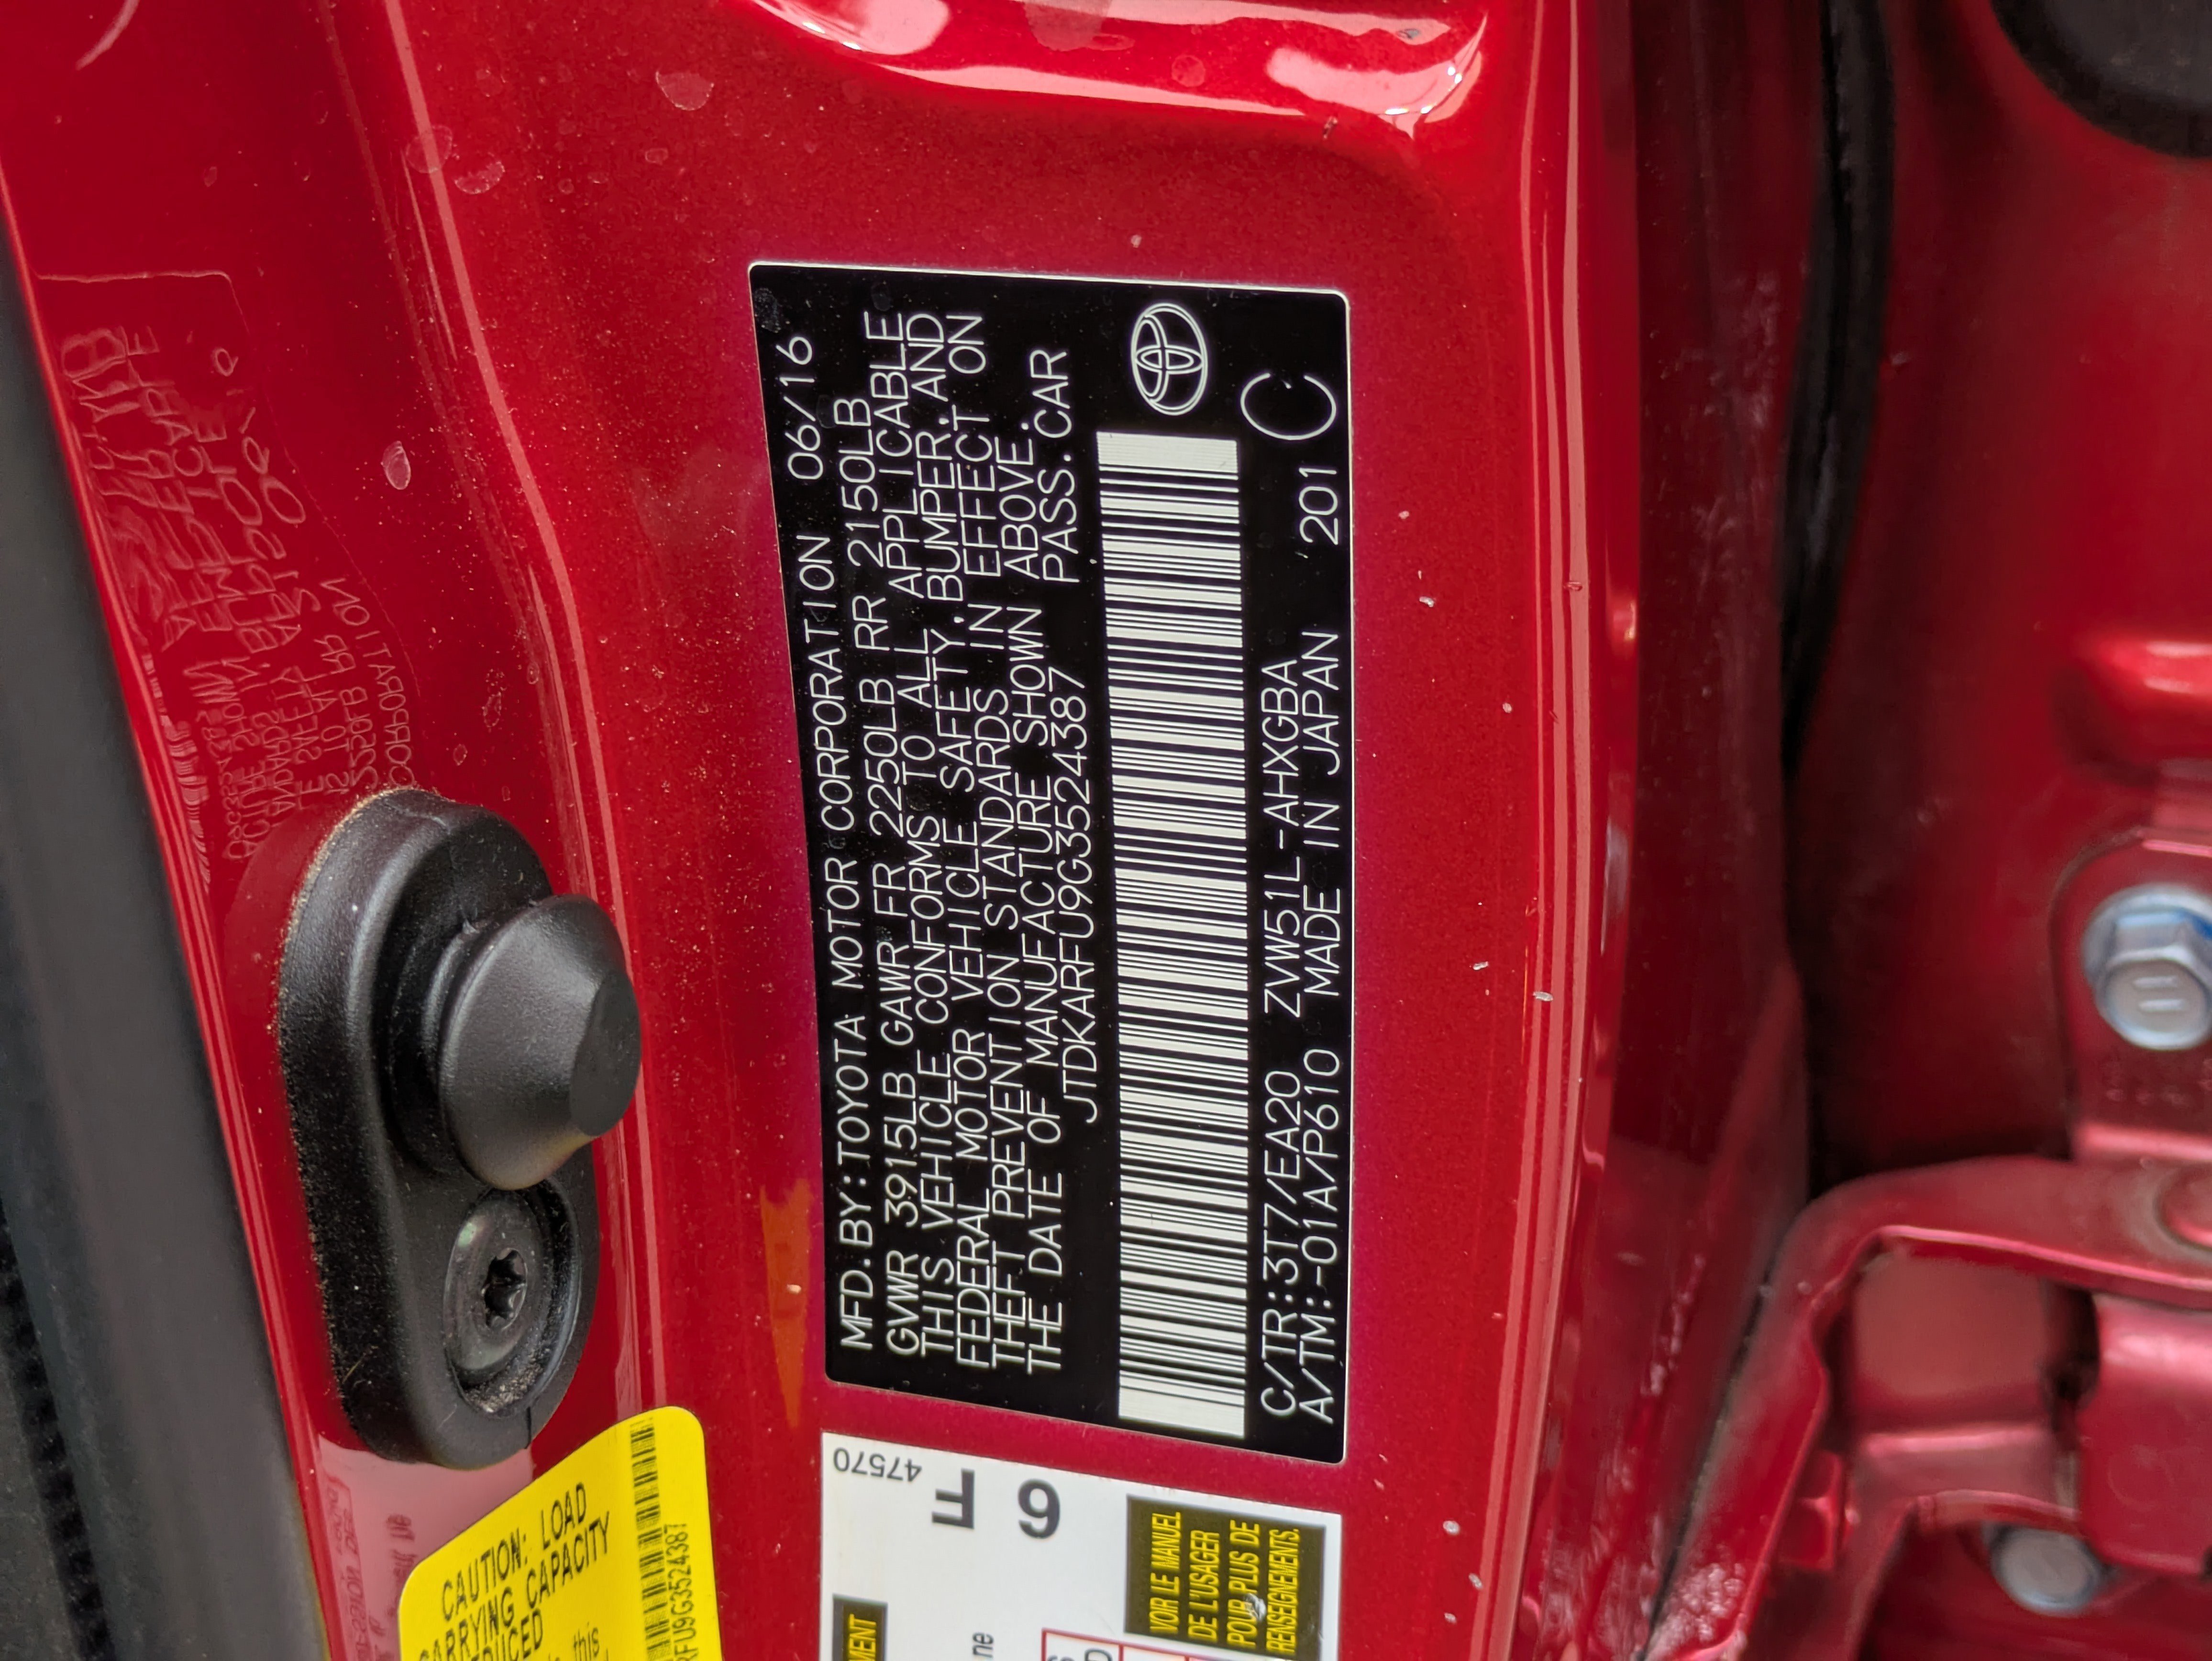 MFD.BY:TOYOTA MOTOR CORPORATION 06/16
GVWR 3915LB GAWR FR 2250LB RR 2150LB
THIS VEHICLE CONFORMS TO ALL APPLICABLE
FEDERAL MOTOR VEHICLE SAFETY,BUMPER,AND
THEFT PREVENTION STANDARDS IN EFFECT ON
THE DATE OF MANUFACTURE SHOWN ABOVE.
JTDKARFU9G3524387 PASS.CAR
C/TR:3T7/EA20 ZVW51L-AHXGBA
A/TM:-01A/P610 MADE IN JAPAN 201 C
CAUTION: LOAD
CARRYING CAPACITY
REDUCED
this
RFU9G3524387
47570
6 F
VOIR LE MANUEL
DE L'USAGER
POUR PLUS DE
RENSEIGNEMENTS.